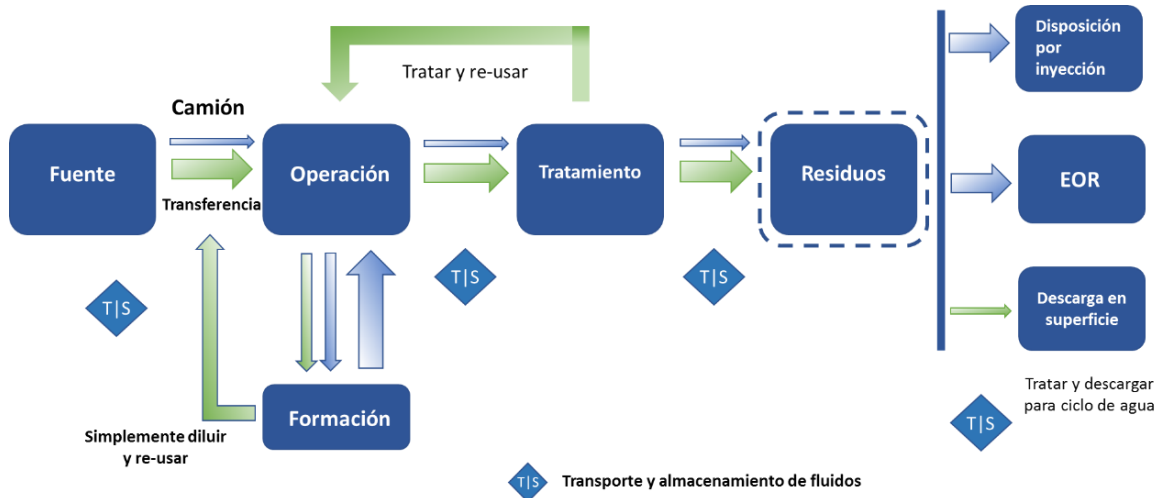 Disposición
por
inyección
Tratar y re-usar
Camión
Fuente
Operación
Tratamiento
Residuos
EOR
Transferencia
T|S
T|S
T|S
Descarga en
superficie
Formación
Tratar y descargar
para ciclo de agua
T|S
Simplemente diluir
y re-usar
T|S
Transporte y almacenamiento de fluidos